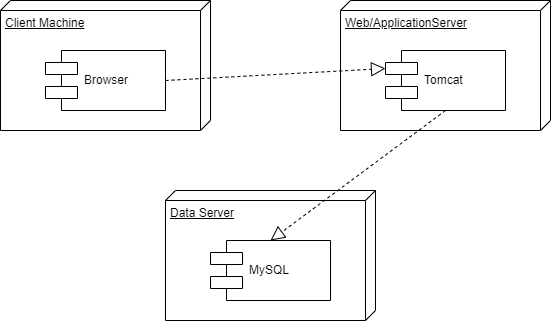 Client Machine
Browser
Web/ApplicationServer
Tomcat
Data Server
MySQL